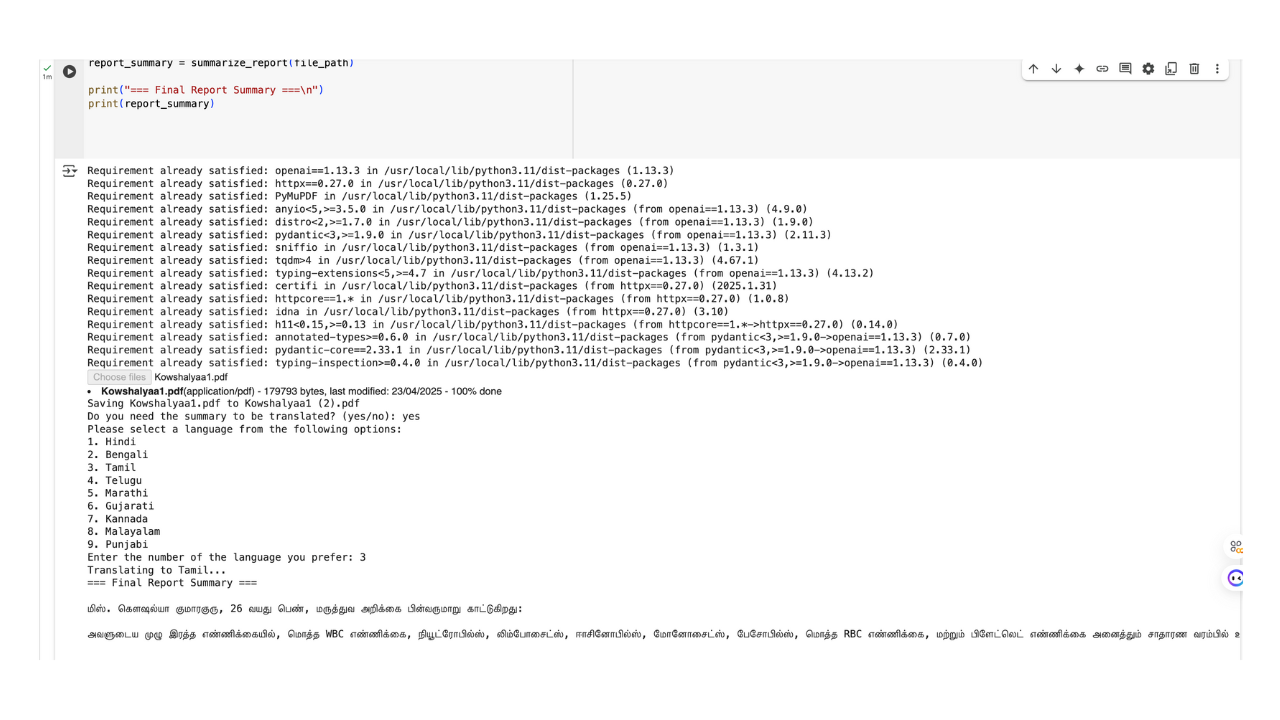 1m
report_summary = summarize_report(file_path)
print("=== Final Report Summary ===\n")
print(report_summary)
Requirement already satisfied: openai==1.13.3 in /usr/local/lib/python3.11/dist-packages (1.13.3)
Requirement already satisfied: httpx==0.27.0 in /usr/local/lib/python3.11/dist-packages (0.27.0)
Requirement already satisfied: PyMuPDF in /usr/local/lib/python3.11/dist-packages (1.25.5)
Requirement already satisfied: anyio<5,>=3.5.0 in /usr/local/lib/python3.11/dist-packages (from openai==1.13.3) (4.9.0)
Requirement already satisfied: distro<2,>=1.7.0 in /usr/local/lib/python3.11/dist-packages (from openai==1.13.3) (1.9.0)
Requirement already satisfied: pydantic<3,>=1.9.0 in /usr/local/lib/python3.11/dist-packages (from openai==1.13.3) (2.11.3)
Requirement already satisfied: sniffio in /usr/local/lib/python3.11/dist-packages (from openai==1.13.3) (1.3.1)
Requirement already satisfied: tqdm>4 in /usr/local/lib/python3.11/dist-packages (from openai==1.13.3) (4.67.1)
Requirement already satisfied: typing-extensions<5,>=4.7 in /usr/local/lib/python3.11/dist-packages (from openai==1.13.3) (4.13.2)
Requirement already satisfied: certifi in /usr/local/lib/python3.11/dist-packages (from httpx==0.27.0) (2025.1.31)
Requirement already satisfied: httpcore==1.* in /usr/local/lib/python3.11/dist-packages (from httpx==0.27.0) (1.0.8)
Requirement already satisfied: idna in /usr/local/lib/python3.11/dist-packages (from httpx==0.27.0) (3.10)
Requirement already satisfied: h11<0.15,>=0.13 in /usr/local/lib/python3.11/dist-packages (from httpcore==1.*->httpx==0.27.0) (0.14.0)
Requirement already satisfied: annotated-types>=0.6.0 in /usr/local/lib/python3.11/dist-packages (from pydantic<3,>=1.9.0->openai==1.13.3) (0.7.0)
Requirement already satisfied: pydantic-core==2.33.1 in /usr/local/lib/python3.11/dist-packages (from pydantic<3,>=1.9.0->openai==1.13.3) (2.33.1)
Requirement already satisfied: typing-inspection>=0.4.0 in /usr/local/lib/python3.11/dist-packages (from pydantic<3,>=1.9.0->openai==1.13.3) (0.4.0)
Choose files Kowshalyaa1.pdf
• Kowshalyaa1.pdf(application/pdf) - 179793 bytes, last modified: 23/04/2025 - 100% done
Saving Kowshalyaa1.pdf to Kowshalyaa1 (2).pdf
Do you need the summary to be translated? (yes/no): yes
Please select a language from the following options:
1. Hindi
2. Bengali
3. Tamil
4. Telugu
5. Marathi
6. Gujarati
7. Kannada
8. Malayalam
9. Punjabi
Enter the number of the language you prefer: 3
Translating to Tamil...
=== Final Report Summary ===
மிஸ். கௌஷல்யா குமாரகுரு, 26 வயது பெண், மருத்துவ அறிக்கை பின்வருமாறு காட்டுகிறது:
அவளுடைய முழு இரத்த எண்ணிக்கையில், மொத்த WBC எண்ணிக்கை, நியூட்ரோபில்ஸ், லிம்போசைட்ஸ், ஈசினோபில்ஸ், மோனோசைட்ஸ், பேசோபில்ஸ், மொத்த RBC எண்ணிக்கை, மற்றும் பிளேட்லெட் எண்ணிக்கை அனைத்தும் சாதாரண வரம்பில்